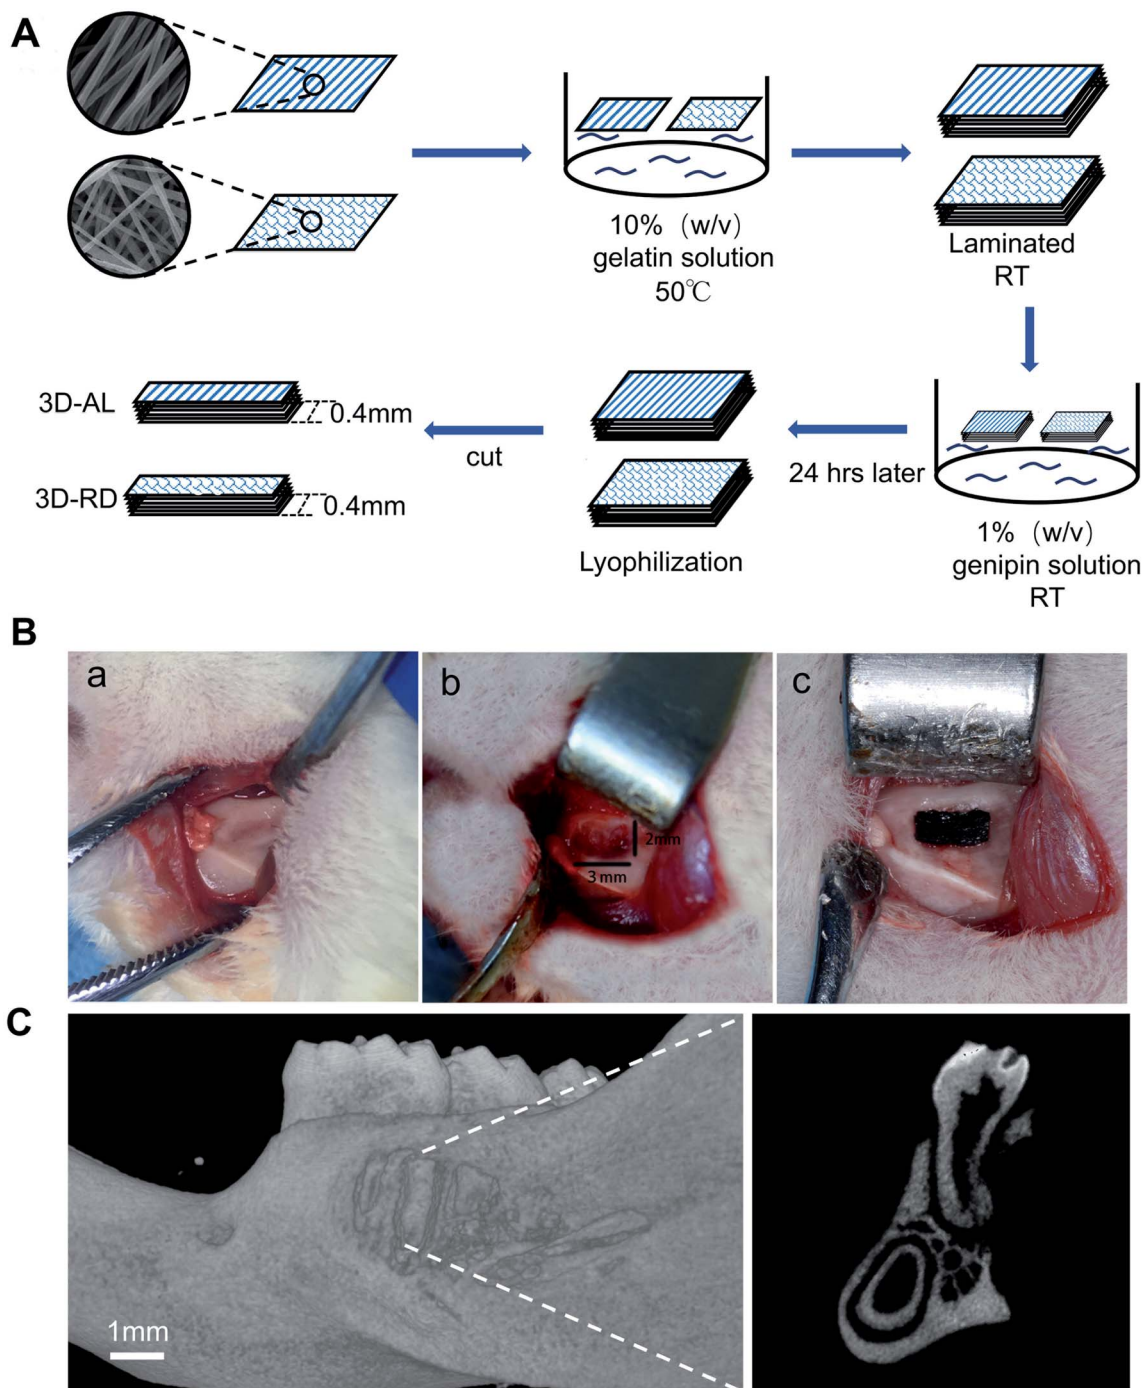 A
10% (w/v)
gelatin solution
50℃
Laminated
RT
3D-AL
0.4mm
3D-RD
0.4mm
cut
Lyophilization
24 hrs later
1% (w/v)
genipin solution
RT
B
a
b
2mm
3 mm
c
C
1mm